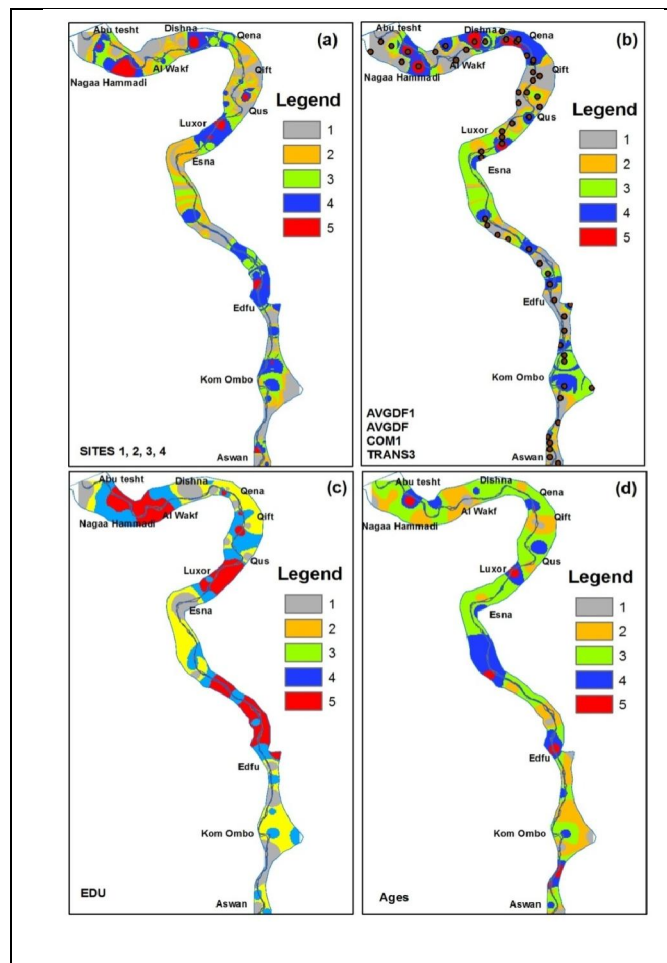 (a)
Abu tesht
Dishna
Qena
Al Wakf
Nagaa Hammadi
Qift
Qus
Luxor
Esna
Edfu
Kom Ombo
Aswan
Legend
1
2
3
4
5
SITES 1, 2, 3, 4
(b)
Abu tesht
Dishna
Qena
Al Wakf
Nagaa Hammadi
Qift
Qus
Luxor
Esna
Edfu
Kom Ombo
Aswan
Legend
1
2
3
4
5
AVGDF1
AVGDF
COM1
TRANS3
(c)
Abu tesht
Dishna
Qena
Al Wakf
Nagaa Hammadi
Qift
Qus
Luxor
Esna
Edfu
Kom Ombo
Aswan
Legend
1
2
3
4
5
EDU
(d)
Abu tesht
Dishna
Qena
Al Wakf
Nagaa Hammadi
Qift
Qus
Luxor
Esna
Edfu
Kom Ombo
Aswan
Legend
1
2
3
4
5
Ages